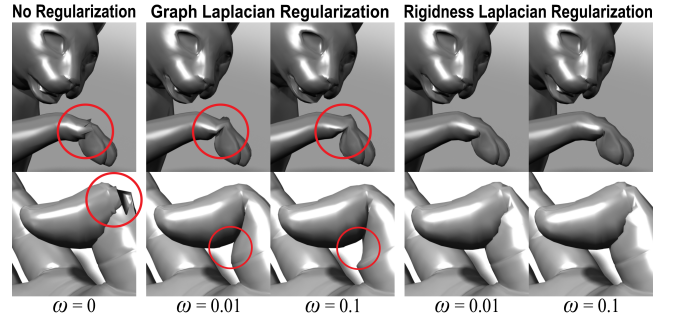 No Regularization Graph Laplacian Regularization Rigidness Laplacian Regularization
ω = 0 ω = 0.01 ω = 0.1 ω = 0.01 ω = 0.1